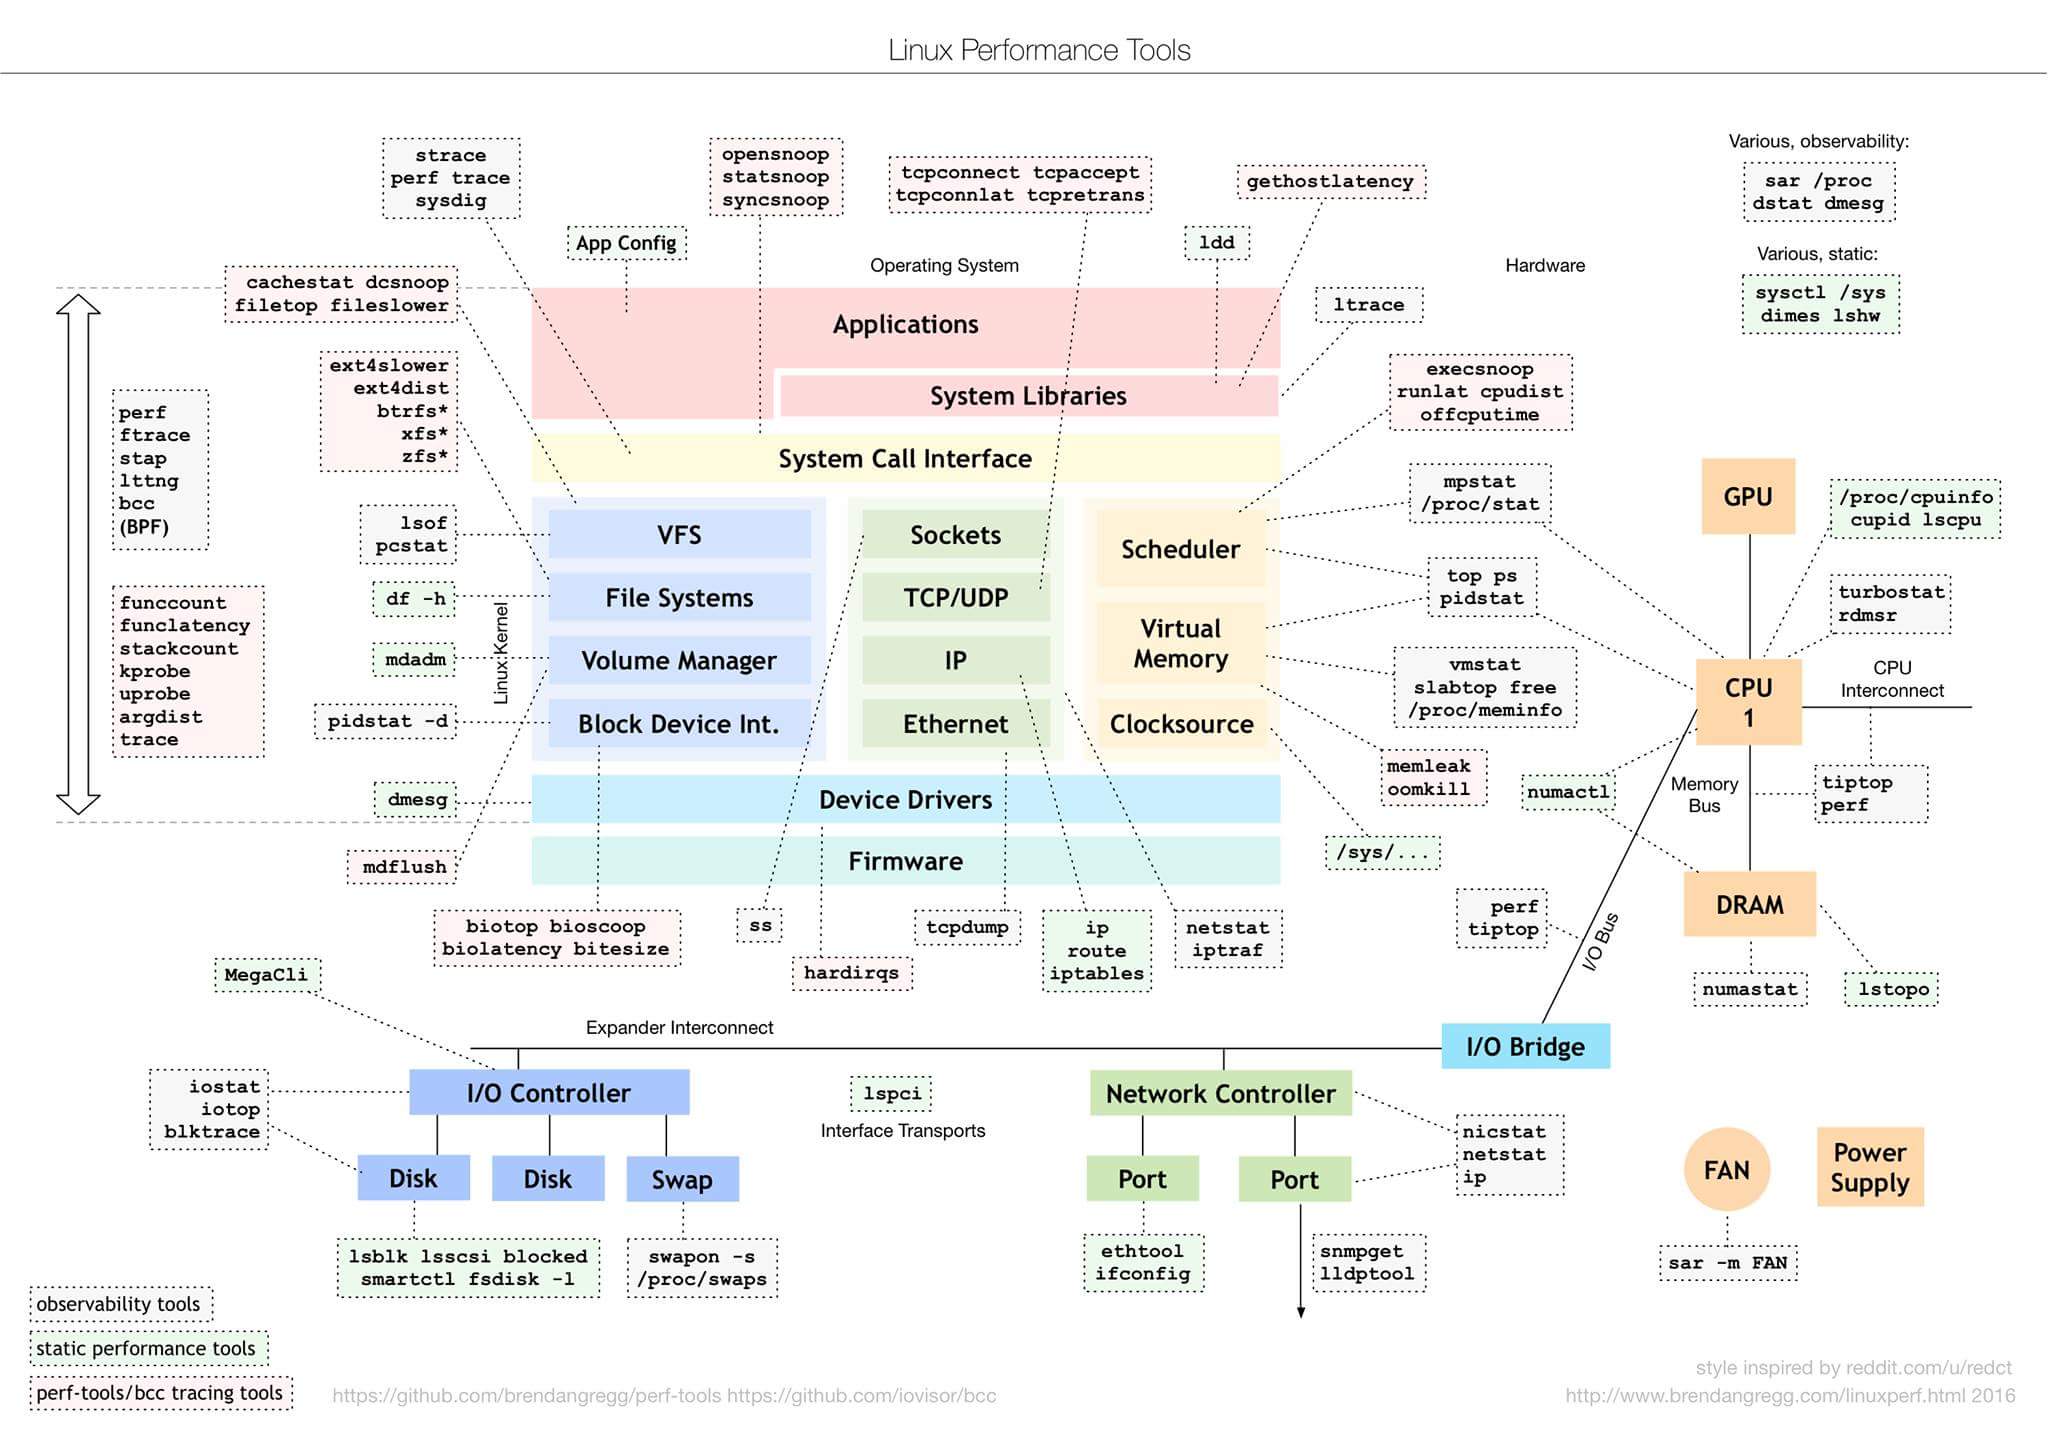 Linux Performance Tools
strace
perf trace
sysdig
opensnoop
statsnoop
syncsnoop
tcpconnect tcpaccept
tcpconnlat tcpretrans
gethostlatency
Various, observability:
sar /proc
dstat dmesg
App Config
ldd
Operating System
Hardware
Various, static:
sysctl /sys
dimes lshw
cachestat dcsnoop
filetop fileslower
Applications
ltrace
System Libraries
ext4slower
ext4dist
btrfs*
xfs*
zfs*
execsnoop
runlat cpudist
offcputime
perf
ftrace
stap
lttng
bcc
(BPF)
System Call Interface
mpstat
/proc/stat
GPU
/proc/cpuinfo
cupid lscpu
lsof
pcstat
VFS
Sockets
Scheduler
df -h
File Systems
TCP/UDP
top ps
pidstat
turbostat
rdmsr
funccount
funclatency
stackcount
kprobe
uprobe
argdist
trace
Linux Kernel
mdadm
Volume Manager
IP
Virtual
Memory
vmstat
slabtop free
/proc/meminfo
CPU
1
CPU
Interconnect
pidstat -d
Block Device Int.
Ethernet
Clocksource
memleak
oomkill
numactl
Memory
Bus
tiptop
perf
dmesg
Device Drivers
mdflush
Firmware
/sys/...
perf
tiptop
I/O Bus
DRAM
biotop bioscoop
biolatency bitesize
ss
hardirqs
tcpdump
ip
route
iptables
netstat
iptraf
numastat
lstopo
MegaCli
Expander Interconnect
I/O Bridge
iostat
iotop
blktrace
I/O Controller
lspci
Interface Transports
Network Controller
nicstat
netstat
ip
Disk
Disk
Swap
Port
Port
FAN
Power
Supply
lsblk lsscsi blocked
smartctl fsdisk -l
swapon -s
/proc/swaps
ethtool
ifconfig
snmpget
lldptool
sar -m FAN
observability tools
static performance tools
perf-tools/bcc tracing tools
https://github.com/brendangregg/perf-tools https://github.com/iovisor/bcc
style inspired by reddit.com/u/redct
http://www.brendangregg.com/linuxperf.html 2016